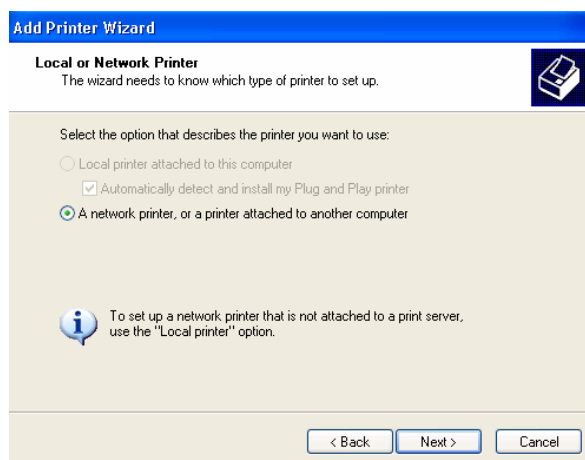 Add Printer Wizard
Local or Network Printer
The wizard needs to know which type of printer to set up.
Select the option that describes the printer you want to use:
Local printer attached to this computer
Automatically detect and install my Plug and Play printer
A network printer, or a printer attached to another computer
To set up a network printer that is not attached to a print server,
use the "Local printer" option.
< Back Next > Cancel